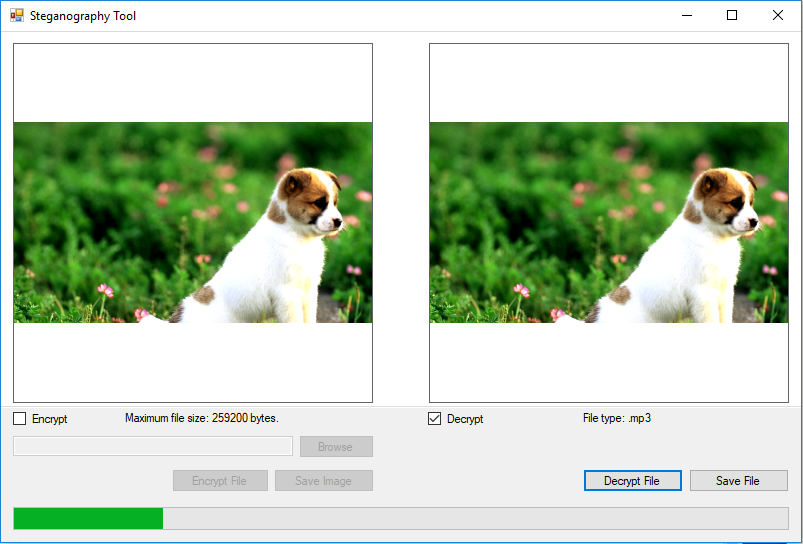 Steganography Tool
Encrypt
Maximum file size: 259200 bytes.
Decrypt
File type: .mp3
Browse
Encrypt File
Save Image
Decrypt File
Save File